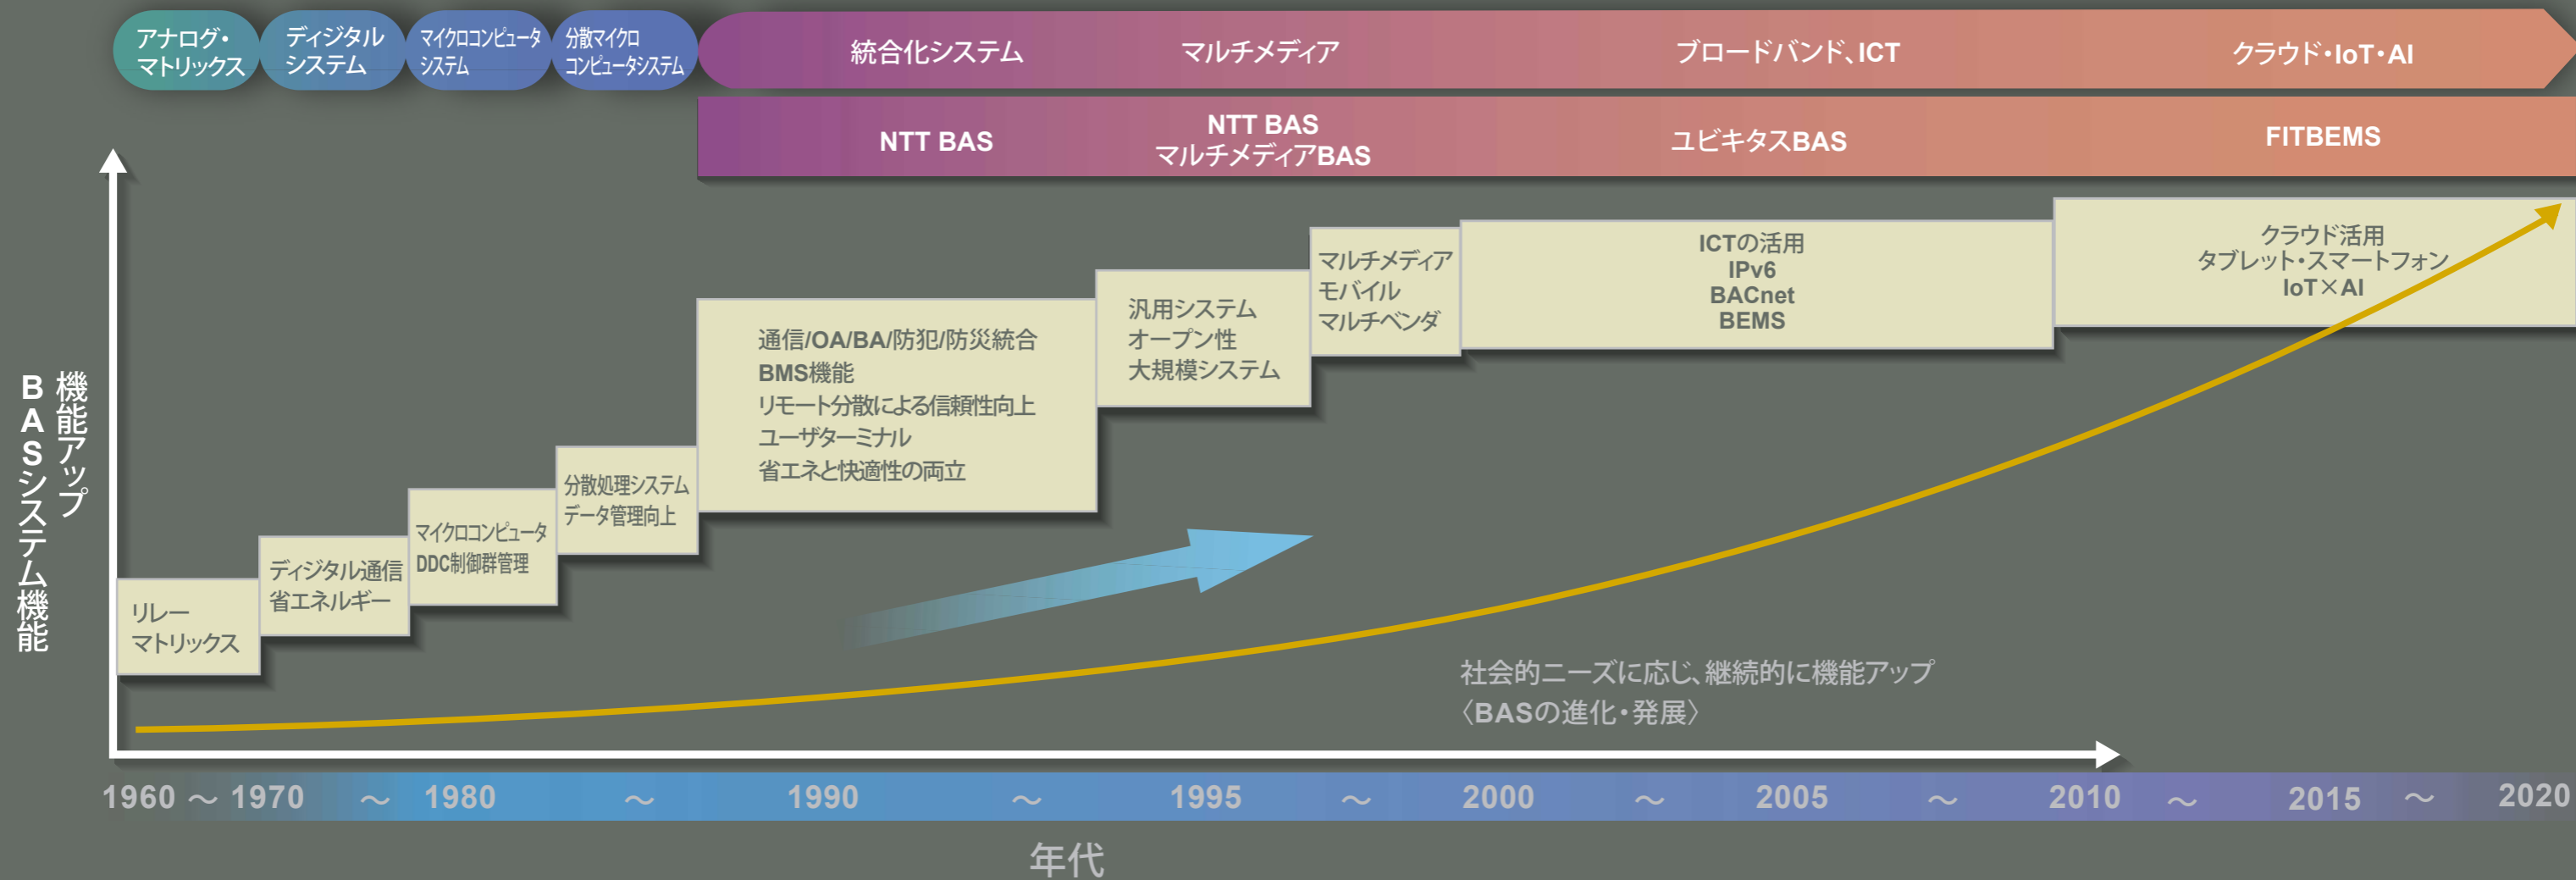 アナログ・
マトリックス
ディジタル
システム
マイクロコンピュータ
システム
分散マイクロ
コンピュータシステム
統合化システム
マルチメディア
ブロードバンド、ICT
クラウド・IoT・AI
NTT BAS
NTT BAS
マルチメディアBAS
ユビキタスBAS
FITBEMS
機能アップ
BASシステム機能
リレー
マトリックス
ディジタル通信
省エネルギー
マイクロコンピュータ
DDC制御群管理
分散処理システム
データ管理向上
通信/OA/BA/防犯/防災統合
BMS機能
リモート分散による信頼性向上
ユーザターミナル
省エネと快適性の両立
汎用システム
オープン性
大規模システム
マルチメディア
モバイル
マルチベンダ
ICTの活用
IPv6
BACnet
BEMS
クラウド活用
タブレット・スマートフォン
IoT×AI
社会的ニーズに応じ、継続的に機能アップ
〈BASの進化・発展〉
1960 ～ 1970 ～ 1980 ～ 1990 ～ 1995 ～ 2000 ～ 2005 ～ 2010 ～ 2015 ～ 2020
年代